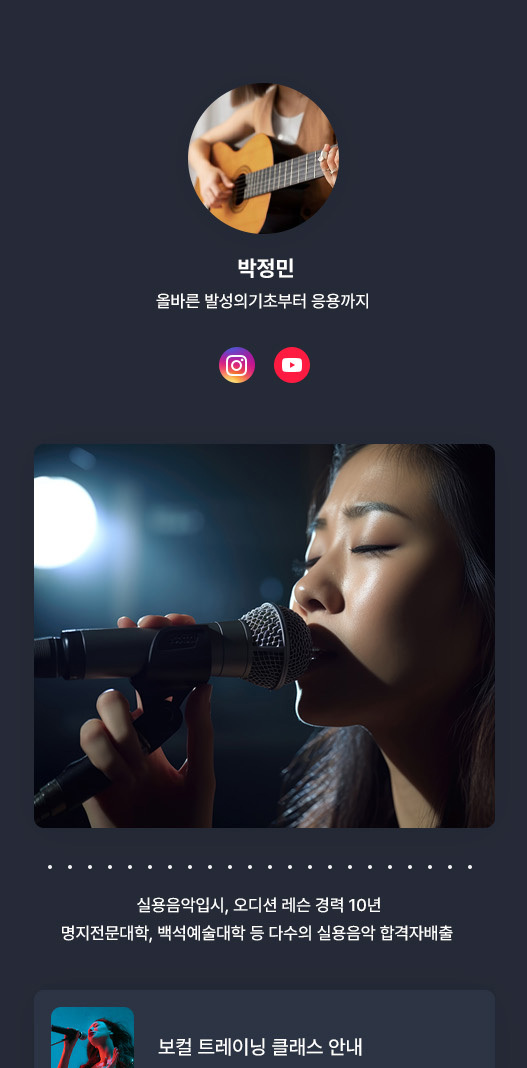 박정민
올바른 발성의기초부터 응용까지
실용음악입시, 오디션 레슨 경력 10년
명지전문대학, 백석예술대학 등 다수의 실용음악 합격자배출
보컬 트레이닝 클래스 안내